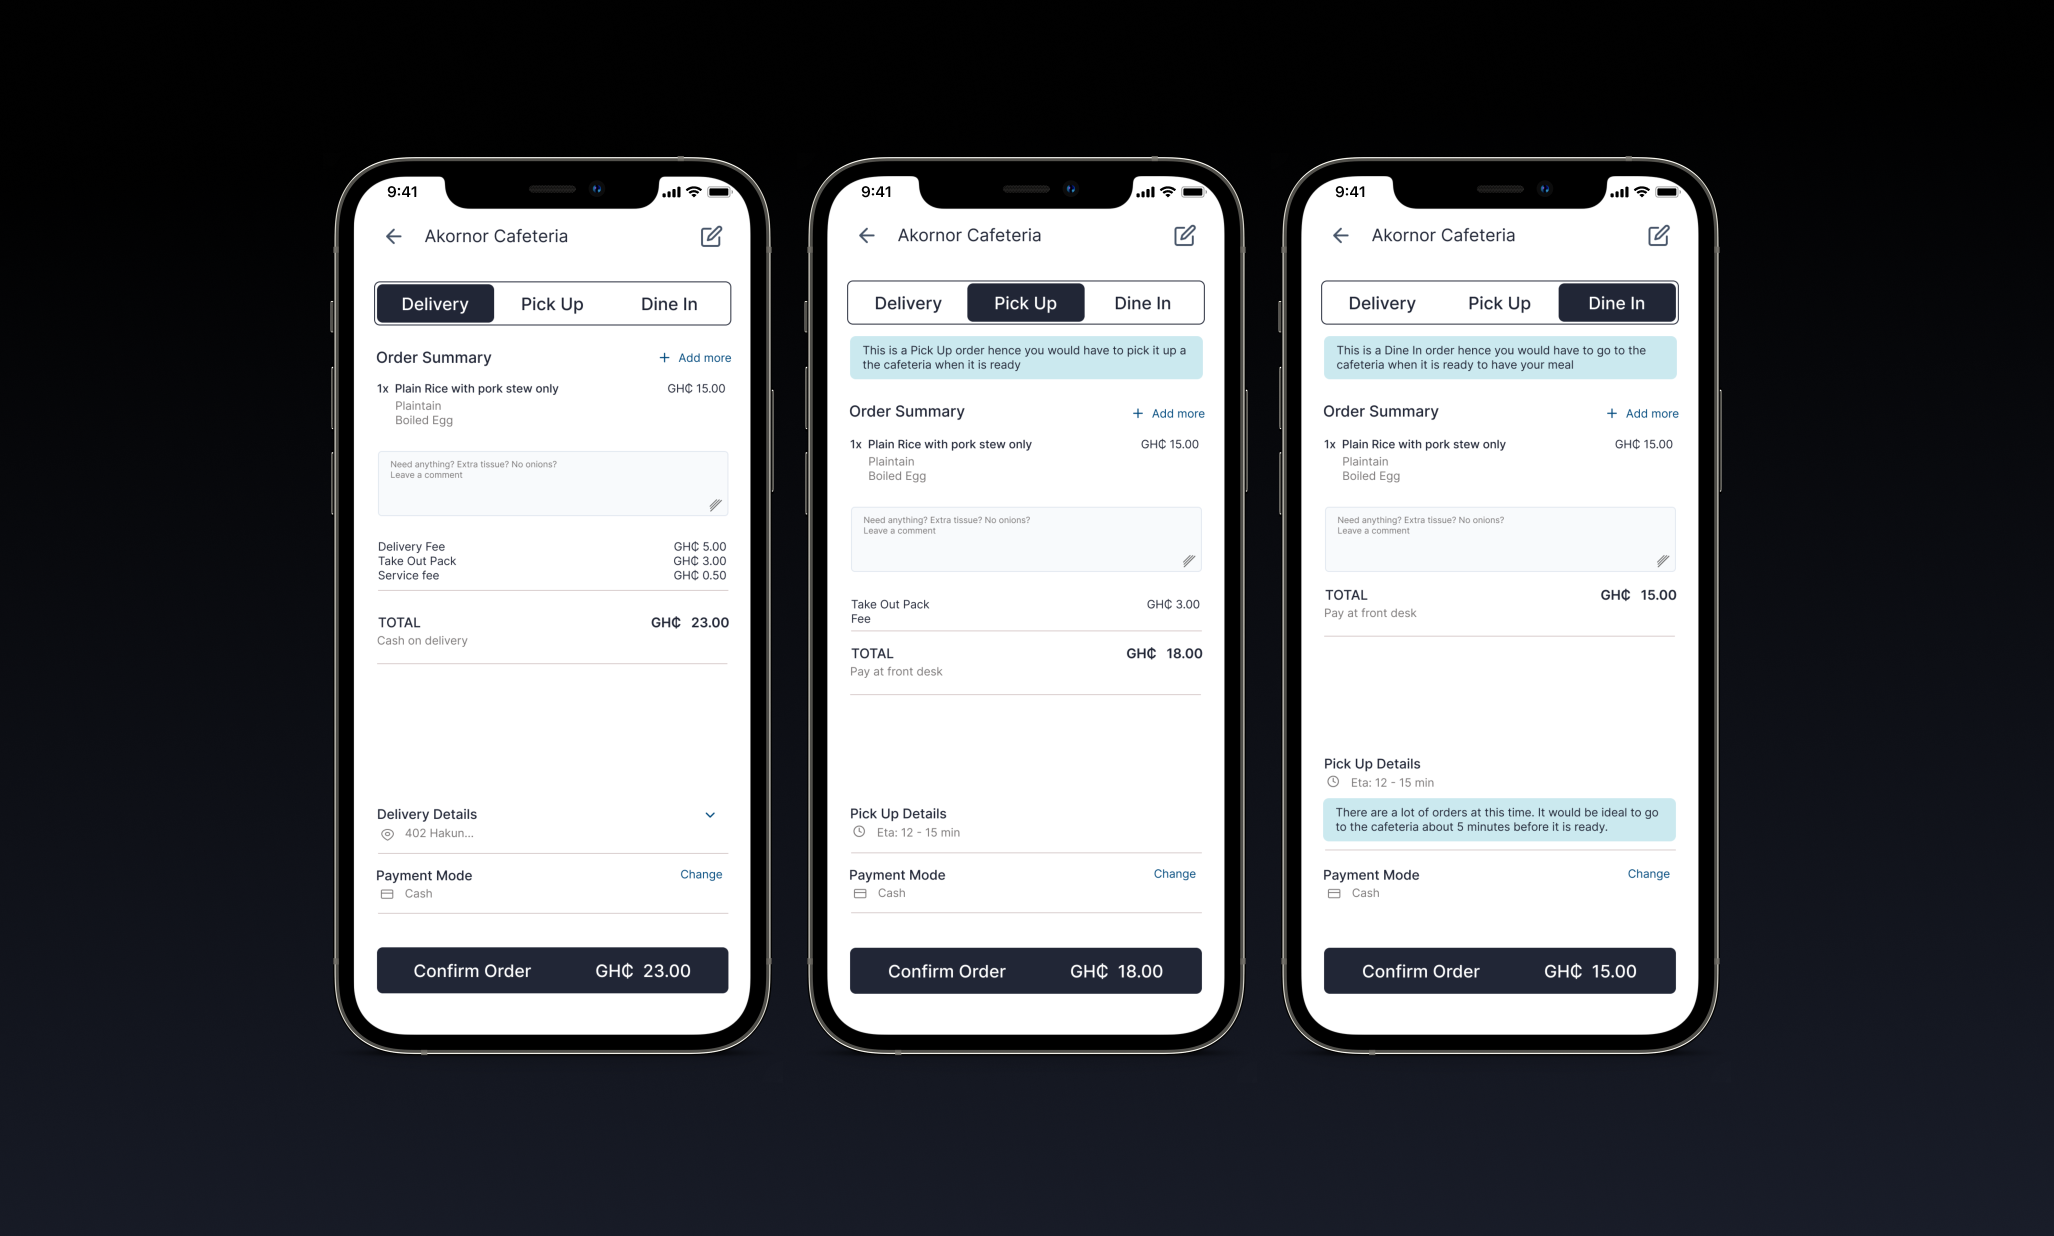 9:41
Akornor Cafeteria
Delivery Pick Up Dine In
Order Summary + Add more
1x Plain Rice with pork stew only GH₵ 15.00
Plaintain
Boiled Egg
Need anything? Extra tissue? No onions?
Leave a comment
Delivery Fee GH₵ 5.00
Take Out Pack GH₵ 3.00
Service fee GH₵ 0.50
TOTAL GH₵ 23.00
Cash on delivery
Delivery Details
402 Hakun...
Payment Mode Change
Cash
Confirm Order GH₵ 23.00
9:41
Akornor Cafeteria
Delivery Pick Up Dine In
This is a Pick Up order hence you would have to pick it up a
the cafeteria when it is ready
Order Summary + Add more
1x Plain Rice with pork stew only GH₵ 15.00
Plaintain
Boiled Egg
Need anything? Extra tissue? No onions?
Leave a comment
Take Out Pack GH₵ 3.00
Fee
TOTAL GH₵ 18.00
Pay at front desk
Pick Up Details
Eta: 12 - 15 min
Payment Mode Change
Cash
Confirm Order GH₵ 18.00
9:41
Akornor Cafeteria
Delivery Pick Up Dine In
This is a Dine In order hence you would have to go to the
cafeteria when it is ready to have your meal
Order Summary + Add more
1x Plain Rice with pork stew only GH₵ 15.00
Plaintain
Boiled Egg
Need anything? Extra tissue? No onions?
Leave a comment
TOTAL GH₵ 15.00
Pay at front desk
Pick Up Details
Eta: 12 - 15 min
There are a lot of orders at this time. It would be ideal to go
to the cafeteria about 5 minutes before it is ready.
Payment Mode Change
Cash
Confirm Order GH₵ 15.00